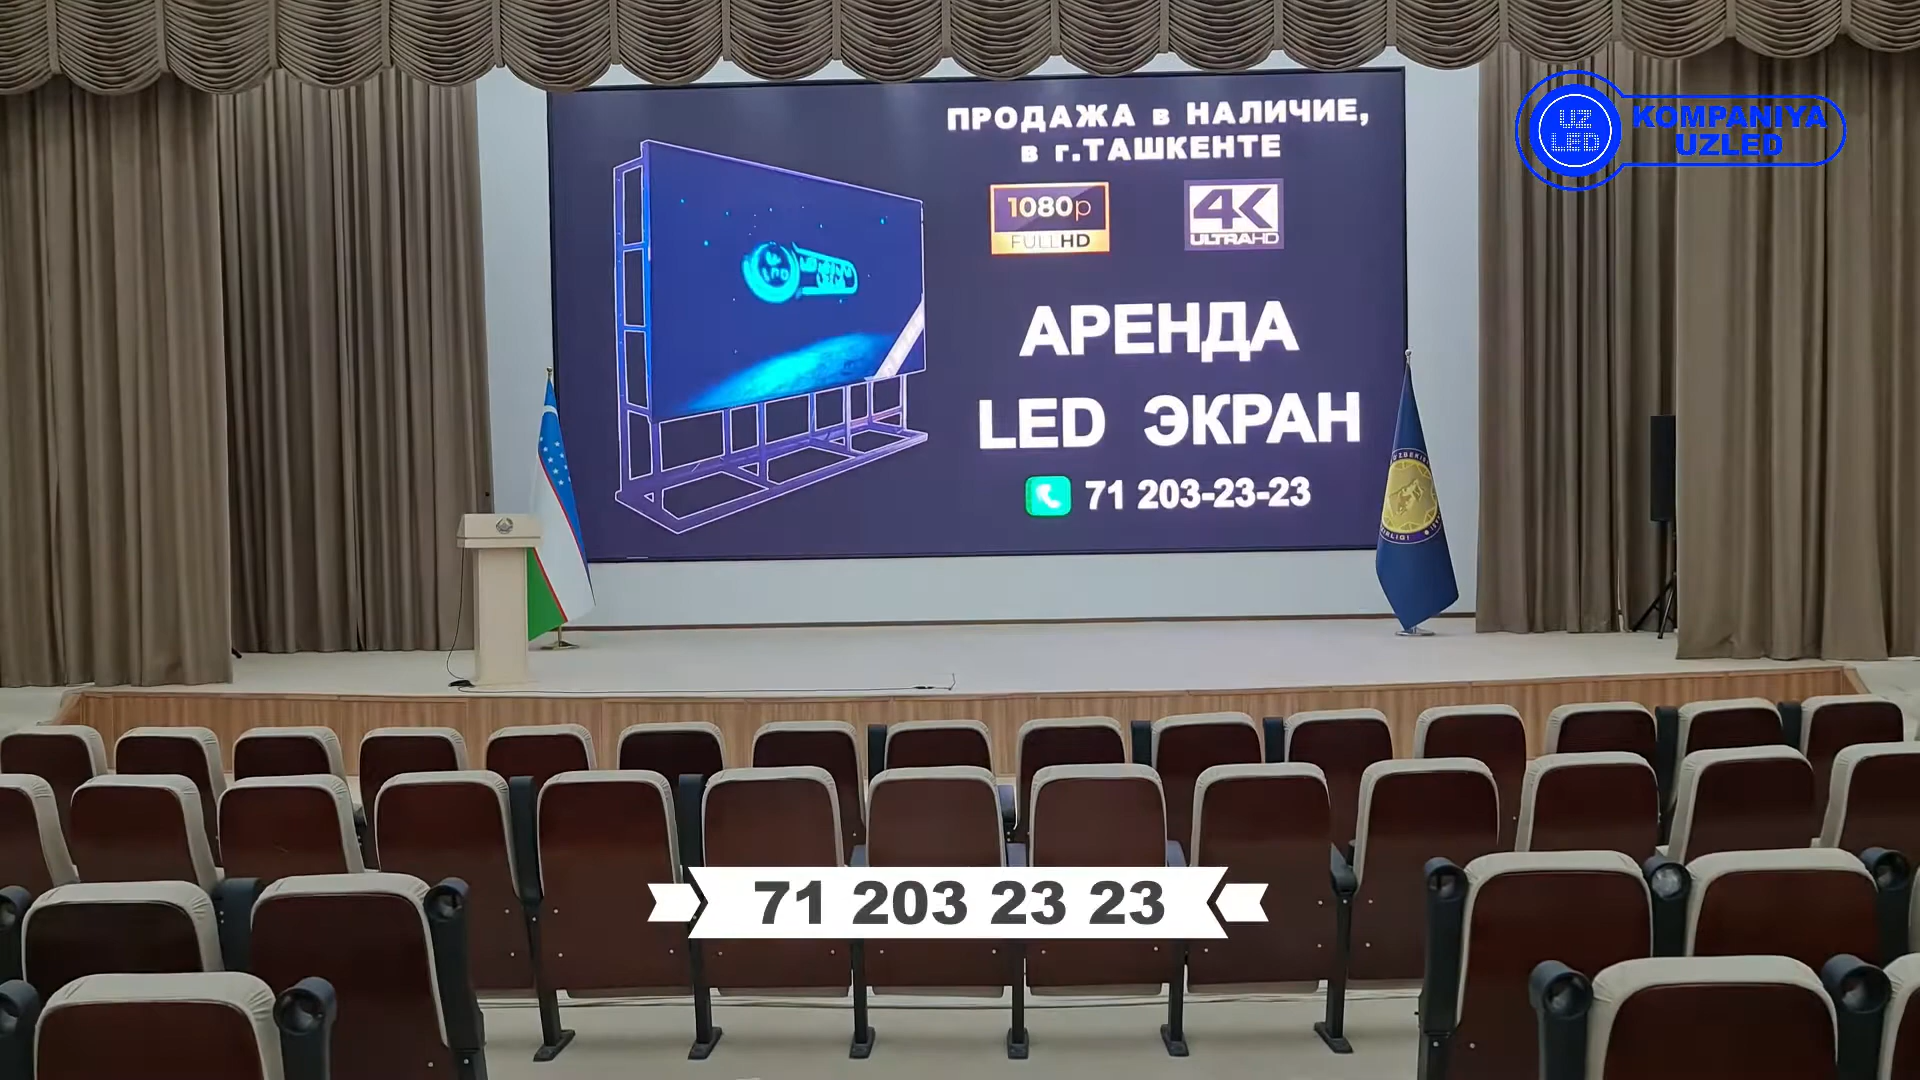 ПРОДАЖА в НАЛИЧИЕ,
в г.ТАШКЕНТЕ
1080p
FULLHD
4K
ULTRAHD
АРЕНДА
LED ЭКРАН
71 203-23-23
UZ
LED
KOMPANIYA
UZLED
71 203 23 23